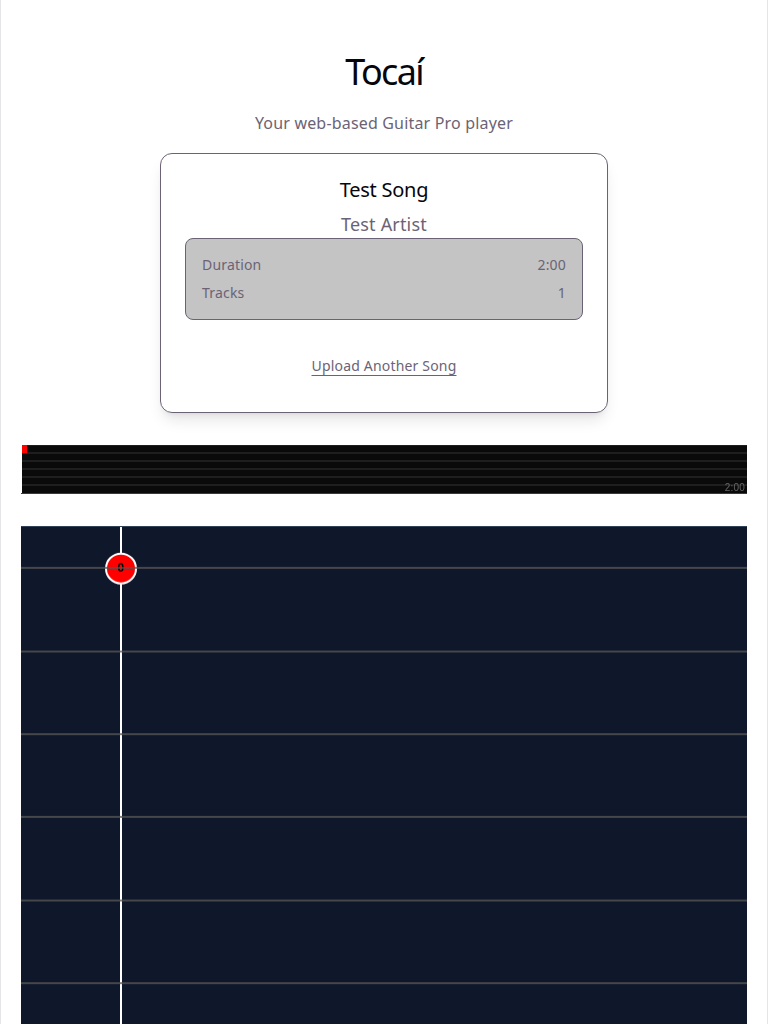 Tocaí
Your web-based Guitar Pro player
Test Song
Test Artist
Duration 2:00
Tracks 1
Upload Another Song
2:00
0